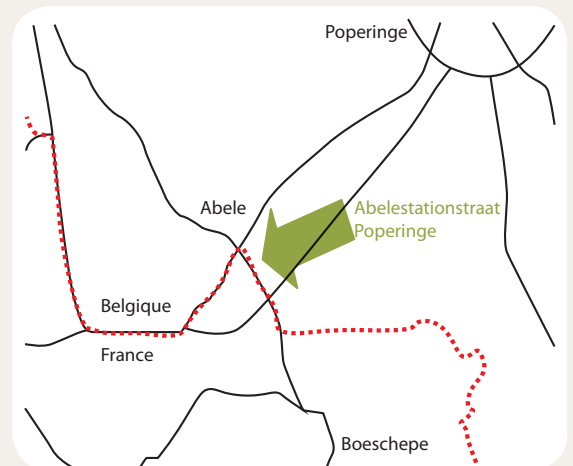 Poperinge
Abele
Abelestationstraat
Poperinge
Belgique
France
Boeschepe